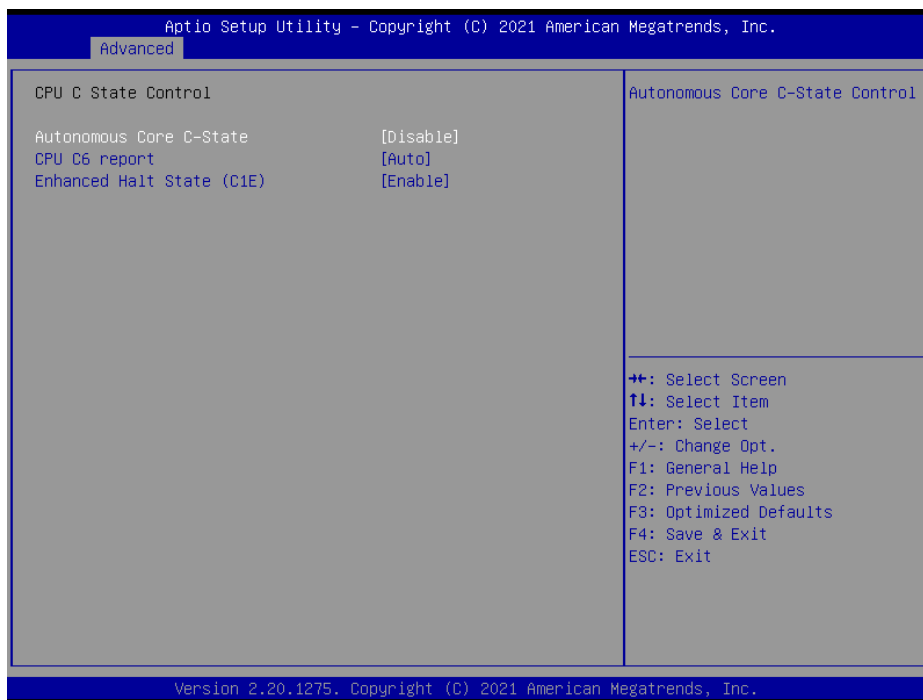 Aptio Setup Utility – Copyright (C) 2021 American Megatrends, Inc.
Advanced
CPU C State Control
Autonomous Core C-State [Disable]
CPU C6 report [Auto]
Enhanced Halt State (C1E) [Enable]
Autonomous Core C-State Control
→←: Select Screen
↑↓: Select Item
Enter: Select
+/-: Change Opt.
F1: General Help
F2: Previous Values
F3: Optimized Defaults
F4: Save & Exit
ESC: Exit
Version 2.20.1275. Copyright (C) 2021 American Megatrends, Inc.